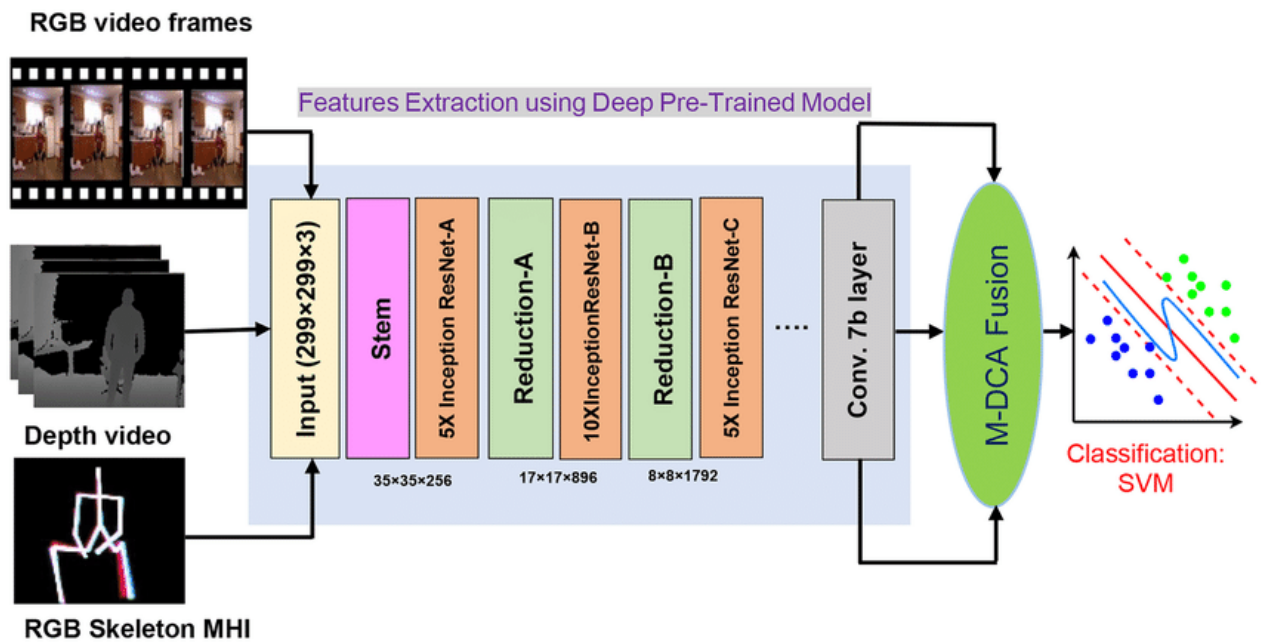 RGB video frames
Features Extraction using Deep Pre-Trained Model
Depth video
RGB Skeleton MHI
Input (299×299×3)
Stem
5X Inception ResNet-A
Reduction-A
10XInceptionResNet-B
Reduction-B
5X Inception ResNet-C
....
Conv. 7b layer
35×35×256
17×17×896
8×8×1792
M-DCA Fusion
Classification:
SVM